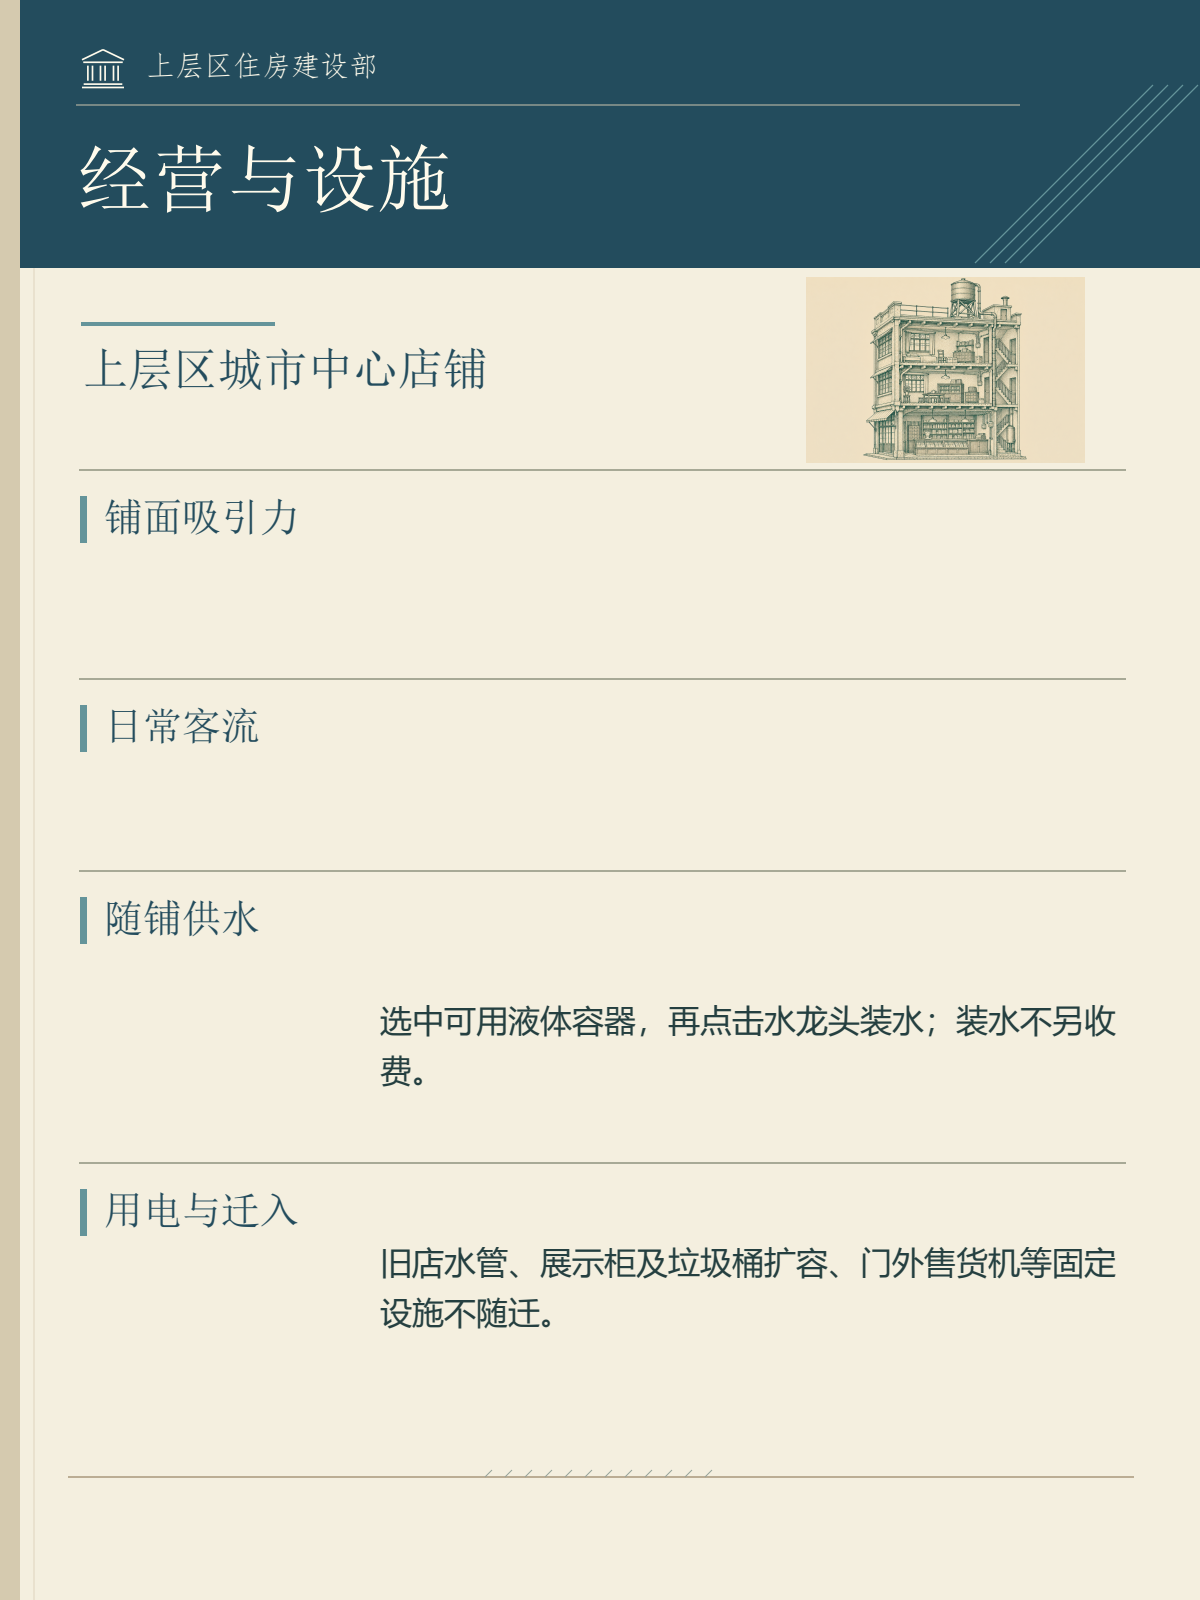 上层区住房建设部
经营与设施
上层区城市中心店铺
铺面吸引力
日常客流
随铺供水
选中可用液体容器，再点击水龙头装水；装水不另收
费。
用电与迁入
旧店水管、展示柜及垃圾桶扩容、门外售货机等固定
设施不随迁。